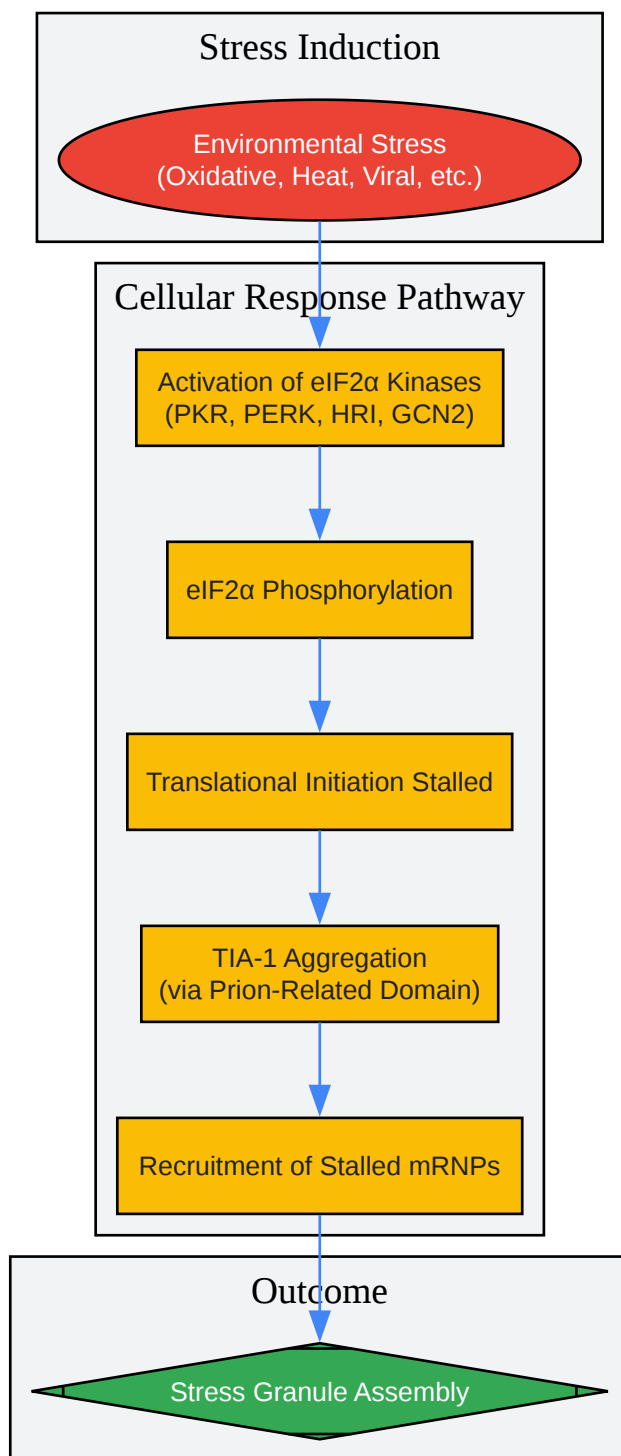 Stress Induction
Environmental Stress
(Oxidative, Heat, Viral, etc.)
Cellular Response Pathway
Activation of eIF2α Kinases
(PKR, PERK, HRI, GCN2)
eIF2α Phosphorylation
Translational Initiation Stalled
TIA-1 Aggregation
(via Prion-Related Domain)
Recruitment of Stalled mRNPs
Outcome
Stress Granule Assembly